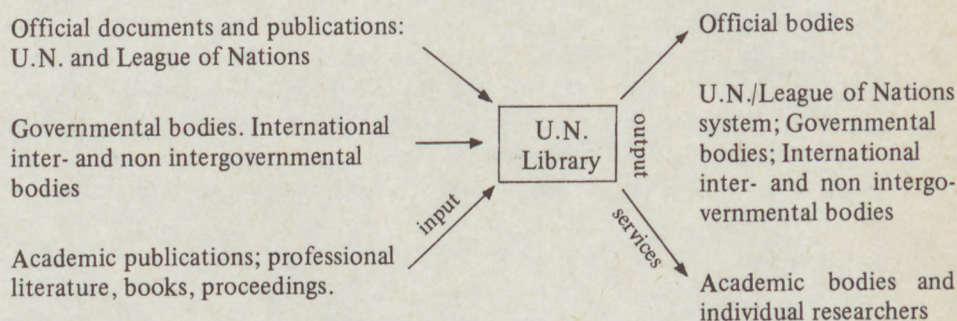 Official documents and publications:
U.N. and League of Nations
Governmental bodies. International
inter- and non intergovernmental
bodies
Academic publications; professional
literature, books, proceedings.
input
U.N.
Library
output
services
Official bodies
U.N./League of Nations
system; Governmental
bodies; International
inter- and non intergo-
vernmental bodies
Academic bodies and
individual researchers